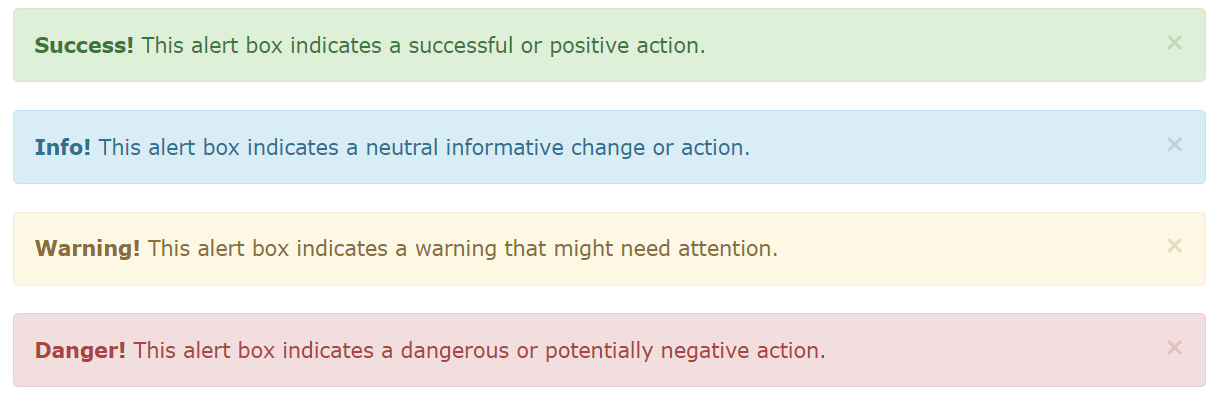 Success! This alert box indicates a successful or positive action. ×
Info! This alert box indicates a neutral informative change or action. ×
Warning! This alert box indicates a warning that might need attention. ×
Danger! This alert box indicates a dangerous or potentially negative action. ×